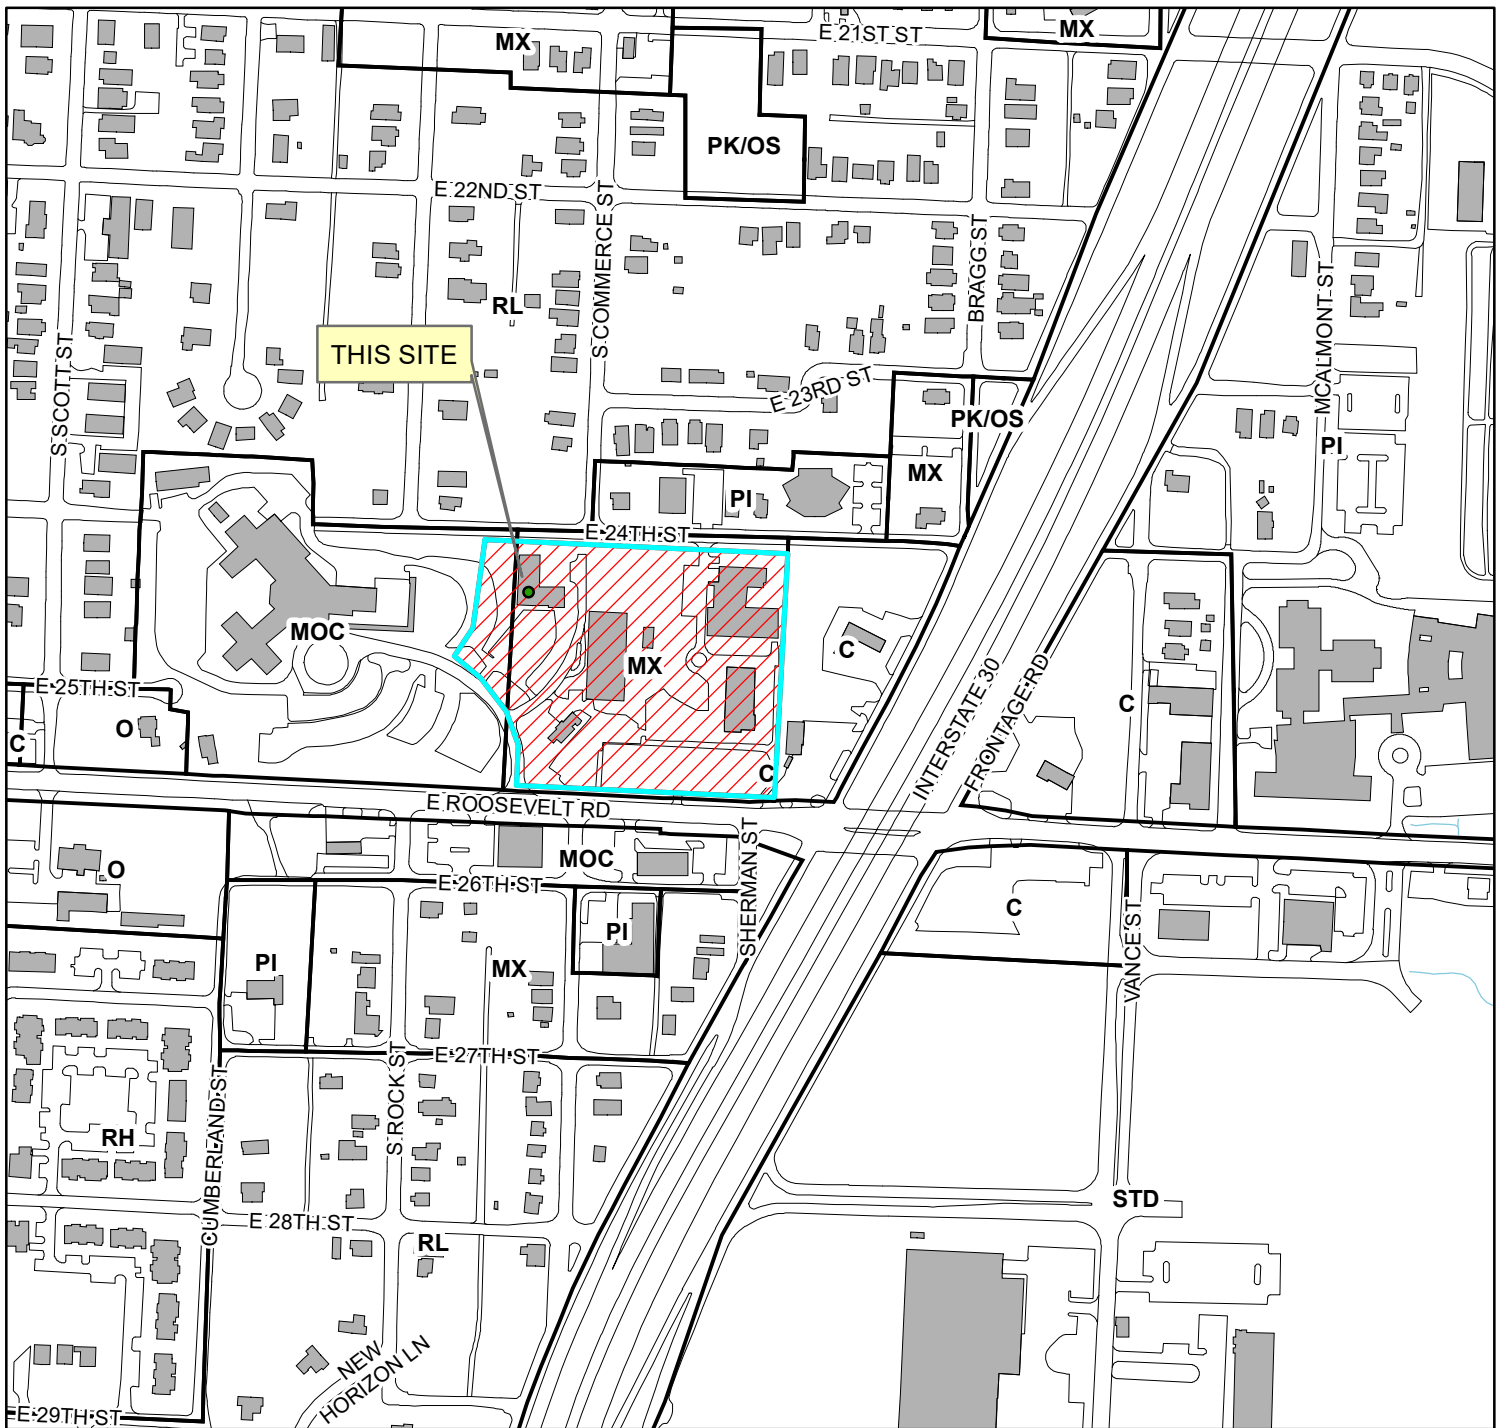 MX
E 21ST ST
MX
PK/OS
E 22ND ST
S COMMERCE ST
BRAGG ST
MCALMONT ST
RL
S SCOTT ST
THIS SITE
E 23RD ST
PK/OS
PI
MX
PI
E 24TH ST
MOC
MX
C
E 25TH ST
O
C
C
C
INTERSTATE 30
FRONTAGE RD
E ROOSEVELT RD
SHERMAN ST
MOC
O
E 26TH ST
C
VANCE ST
PI
PI
MX
E 27TH ST
S ROCK ST
CUMBERLAND ST
RH
STD
E 28TH ST
RL
NEW
HORIZON LN
E 29TH ST